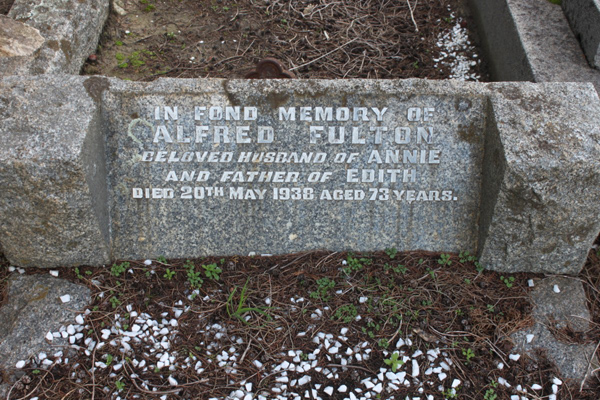 IN FOND MEMORY OF
ALFRED FULTON
BELOVED HUSBAND OF ANNIE
AND FATHER OF EDITH
DIED 20TH MAY 1938 AGED 73 YEARS.